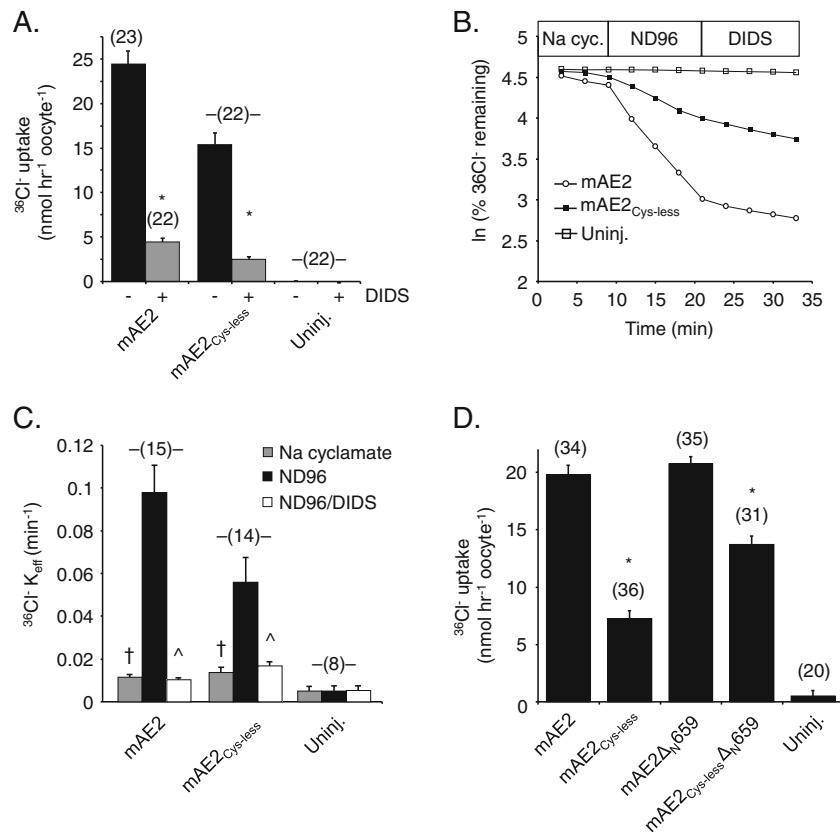 A.
³⁶Cl⁻ uptake
(nmol hr⁻¹ oocyte⁻¹)
25
20
15
10
5
0
(23)
*
(22)
–(22)–
*
–(22)–
- + - + - + DIDS
mAE2
mAE2Cys-less
Uninj.
B.
Na cyc. ND96 DIDS
ln (% 36Cl⁻ remaining)
5
4.5
4
3.5
3
2.5
2
mAE2
mAE2Cys-less
Uninj.
0 5 10 15 20 25 30 35
Time (min)
C.
³⁶Cl⁻ Keff (min⁻¹)
0.12
0.1
0.08
0.06
0.04
0.02
0
–(15)–
–(14)–
–(8)–
† ^ † ^
Na cyclamate
ND96
ND96/DIDS
mAE2
mAE2Cys-less
Uninj.
D.
³⁶Cl⁻ uptake
(nmol hr⁻¹ oocyte⁻¹)
20
15
10
5
0
(34)
*
(36)
(35)
*
(31)
(20)
mAE2
mAE2Cys-less
mAE2ΔN659
mAE2Cys-less ΔN659
Uninj.